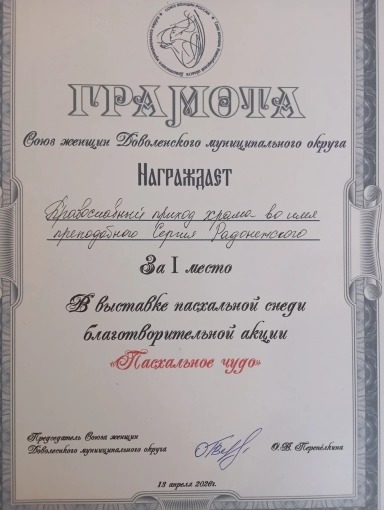 ГРАМОТА
Союз женщин Доволенского муниципального округа
Награждает
Православный приход храма во имя
преподобного Сергия Радонежского
За I место
В выставке пасхальной снеди
благотворительной акции
«Пасхальное чудо»
Председатель Союза женщин
Доволенского муниципального округа
О.В. Перепёлкина
13 апреля 2026г.